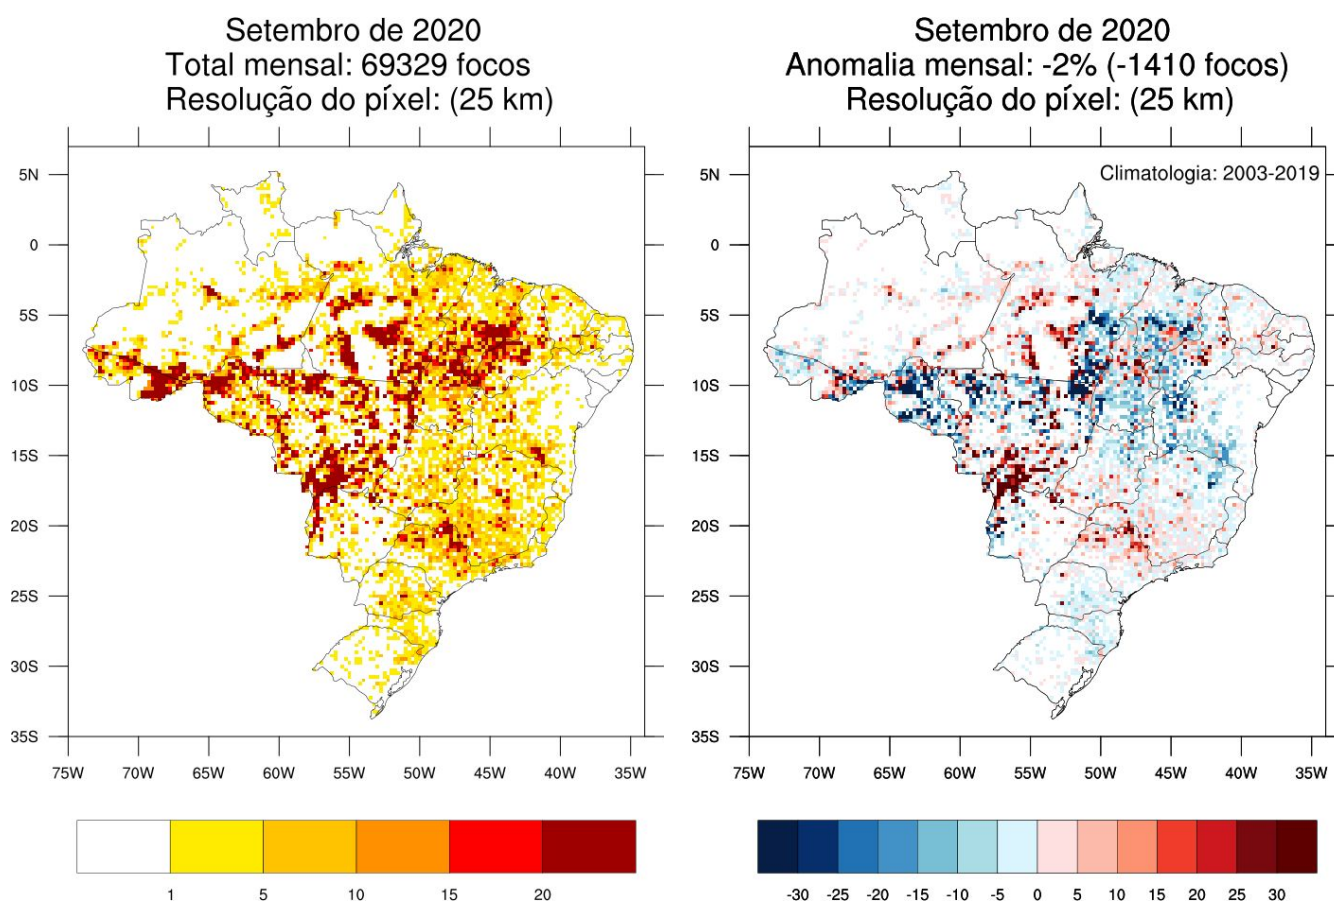 Setembro de 2020
Total mensal: 69329 focos
Resolução do píxel: (25 km)
5N
0
5S
10S
15S
20S
25S
30S
35S
75W 70W 65W 60W 55W 50W 45W 40W 35W
1 5 10 15 20
Setembro de 2020
Anomalia mensal: -2% (-1410 focos)
Resolução do píxel: (25 km)
Climatologia: 2003-2019
5N
0
5S
10S
15S
20S
25S
30S
35S
75W 70W 65W 60W 55W 50W 45W 40W 35W
-30 -25 -20 -15 -10 -5 0 5 10 15 20 25 30